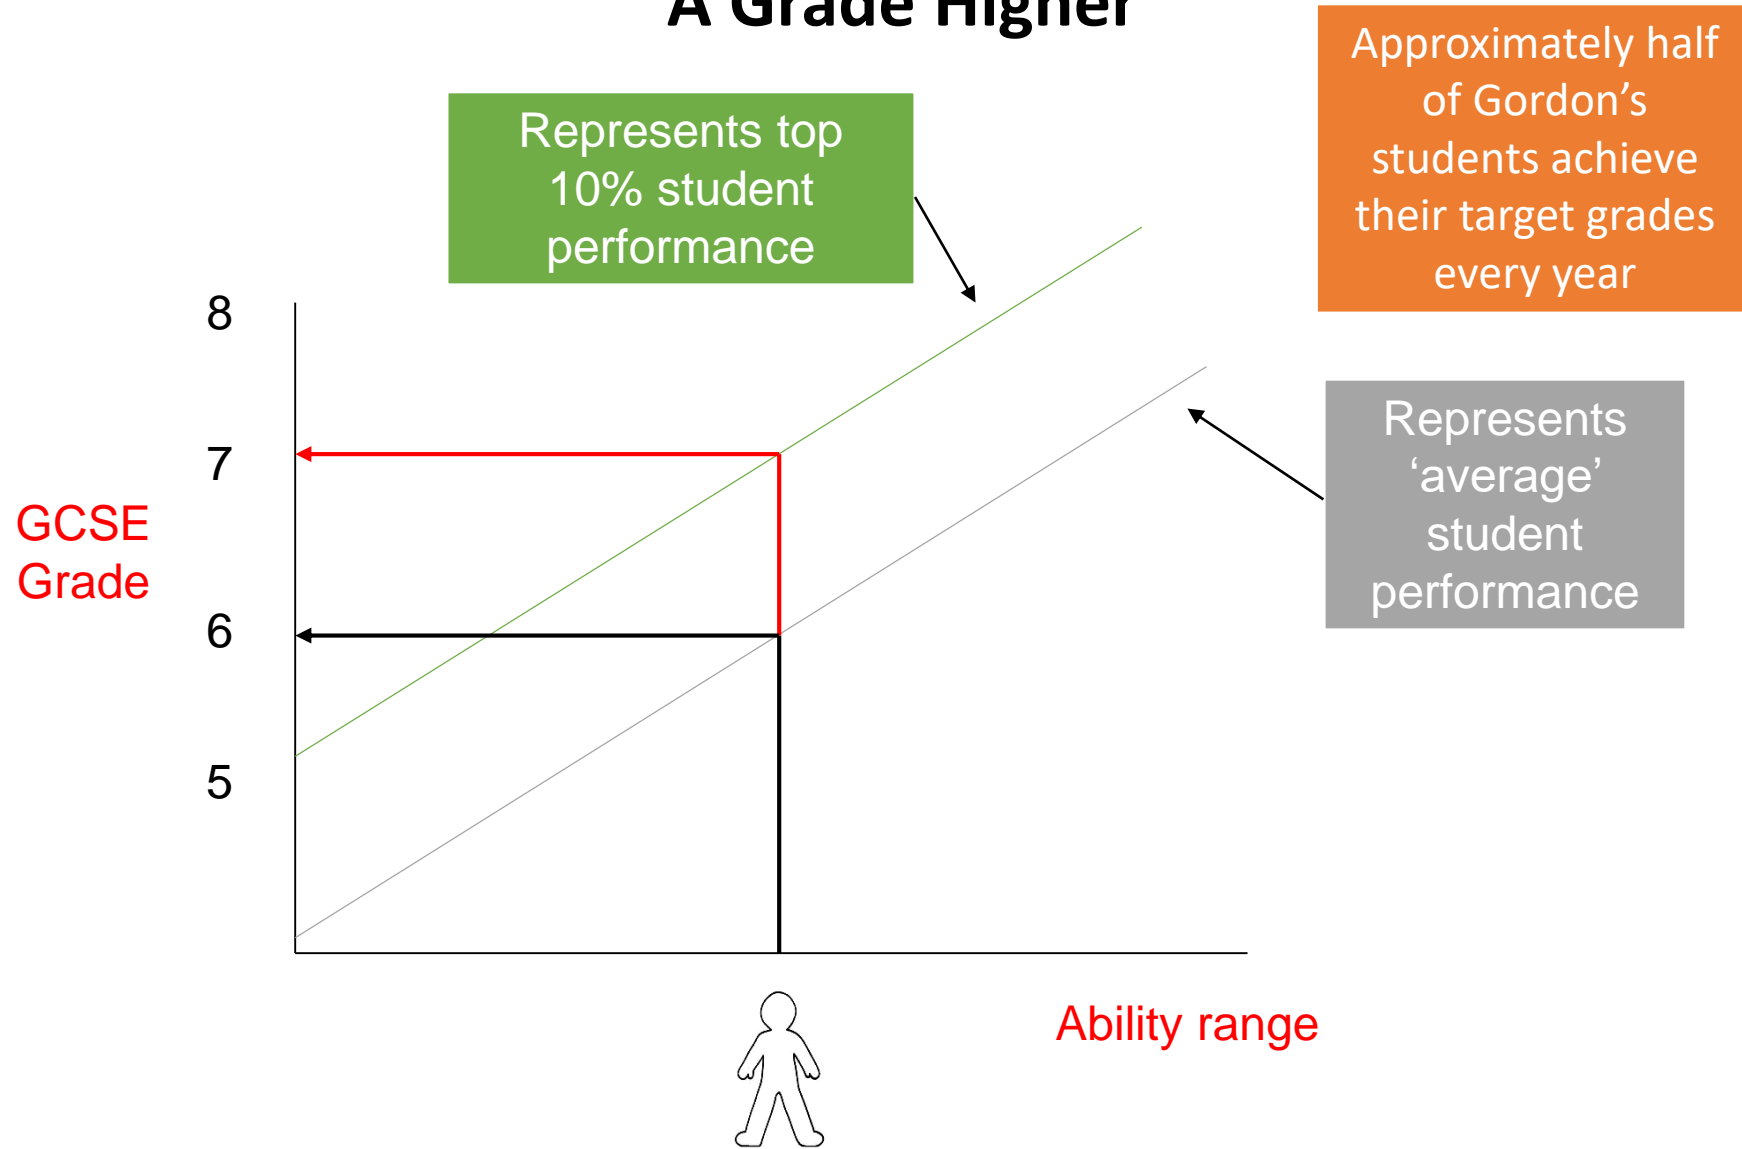 A Grade Higher
Approximately half
of Gordon’s
students achieve
their target grades
every year
Represents top
10% student
performance
8
7
6
5
GCSE
Grade
Represents
‘average’
student
performance
Ability range